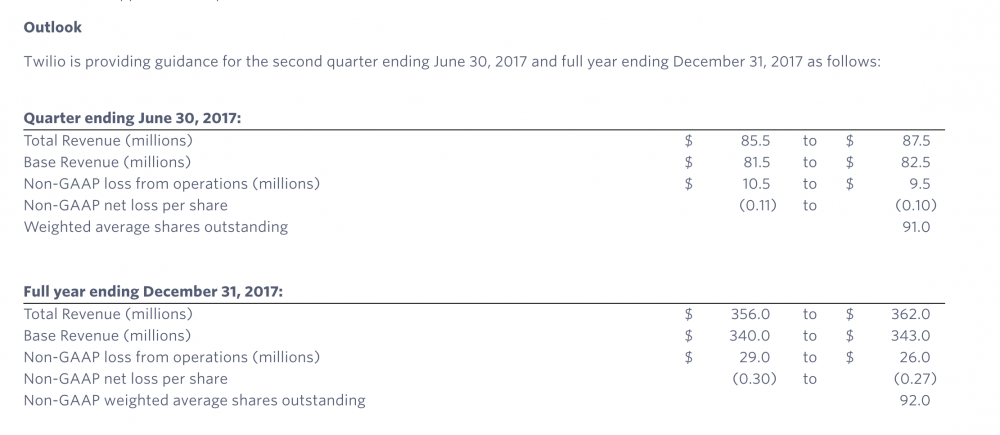 Outlook
Twilio is providing guidance for the second quarter ending June 30, 2017 and full year ending December 31, 2017 as follows:
Quarter ending June 30, 2017:
Total Revenue (millions) $ 85.5 to $ 87.5
Base Revenue (millions) $ 81.5 to $ 82.5
Non-GAAP loss from operations (millions) $ 10.5 to $ 9.5
Non-GAAP net loss per share (0.11) to (0.10)
Weighted average shares outstanding 91.0
Full year ending December 31, 2017:
Total Revenue (millions) $ 356.0 to $ 362.0
Base Revenue (millions) $ 340.0 to $ 343.0
Non-GAAP loss from operations (millions) $ 29.0 to $ 26.0
Non-GAAP net loss per share (0.30) to (0.27)
Non-GAAP weighted average shares outstanding 92.0